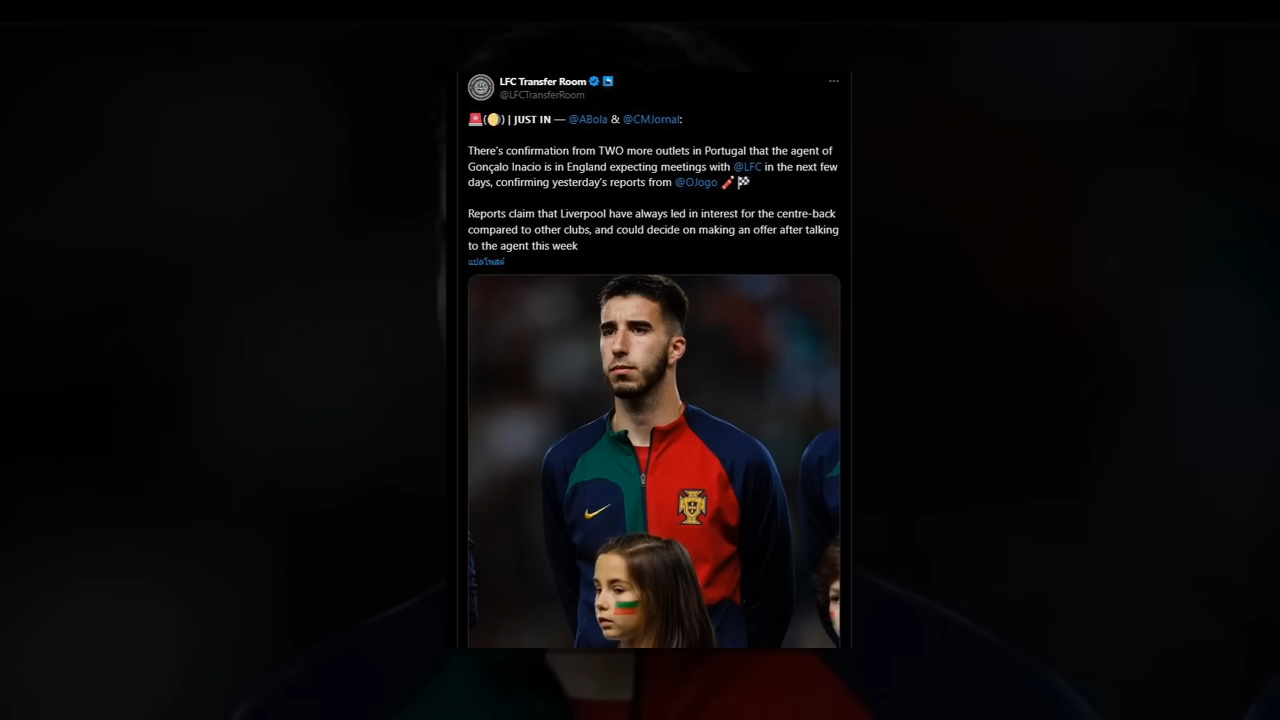 LFC Transfer Room
@LFCTransferRoom
🚨(🌕) | JUST IN — @ABola & @CMJornal:
There's confirmation from TWO more outlets in Portugal that the agent of
Gonçalo Inacio is in England expecting meetings with @LFC in the next few
days, confirming yesterday's reports from @OJogo 🧨 🏁
Reports claim that Liverpool have always led in interest for the centre-back
compared to other clubs, and could decide on making an offer after talking
to the agent this week
แปลโพสต์